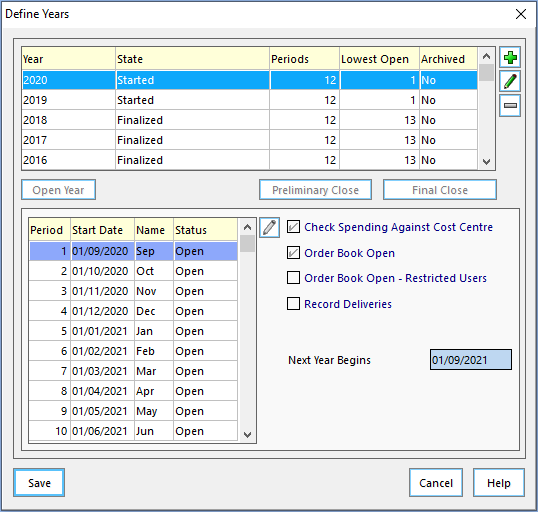 Define Years
Year State Periods Lowest Open Archived
2020 Started 12 1 No
2019 Started 12 1 No
2018 Finalized 12 13 No
2017 Finalized 12 13 No
2016 Finalized 12 13 No
Open Year Preliminary Close Final Close
Period Start Date Name Status
1 01/09/2020 Sep Open
2 01/10/2020 Oct Open
3 01/11/2020 Nov Open
4 01/12/2020 Dec Open
5 01/01/2021 Jan Open
6 01/02/2021 Feb Open
7 01/03/2021 Mar Open
8 01/04/2021 Apr Open
9 01/05/2021 May Open
10 01/06/2021 Jun Open
Check Spending Against Cost Centre
Order Book Open
Order Book Open - Restricted Users
Record Deliveries
Next Year Begins 01/09/2021
Save Cancel Help